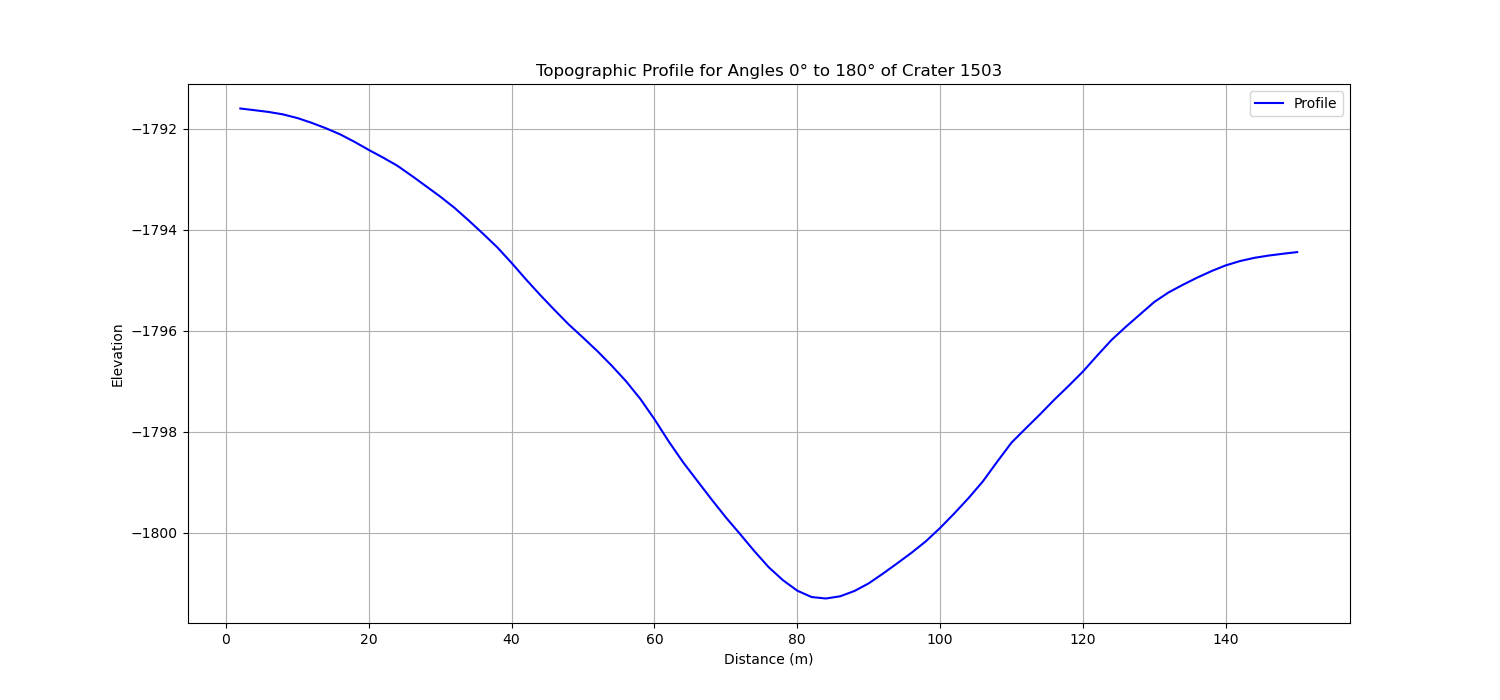 Topographic Profile for Angles 0° to 180° of Crater 1503
Profile
−1792
−1794
−1796
−1798
−1800
Elevation
0 20 40 60 80 100 120 140
Distance (m)